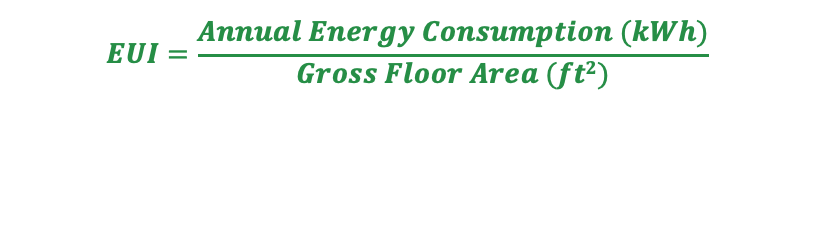 EUI = Annual Energy Consumption (kWh)
Gross Floor Area (ft²)